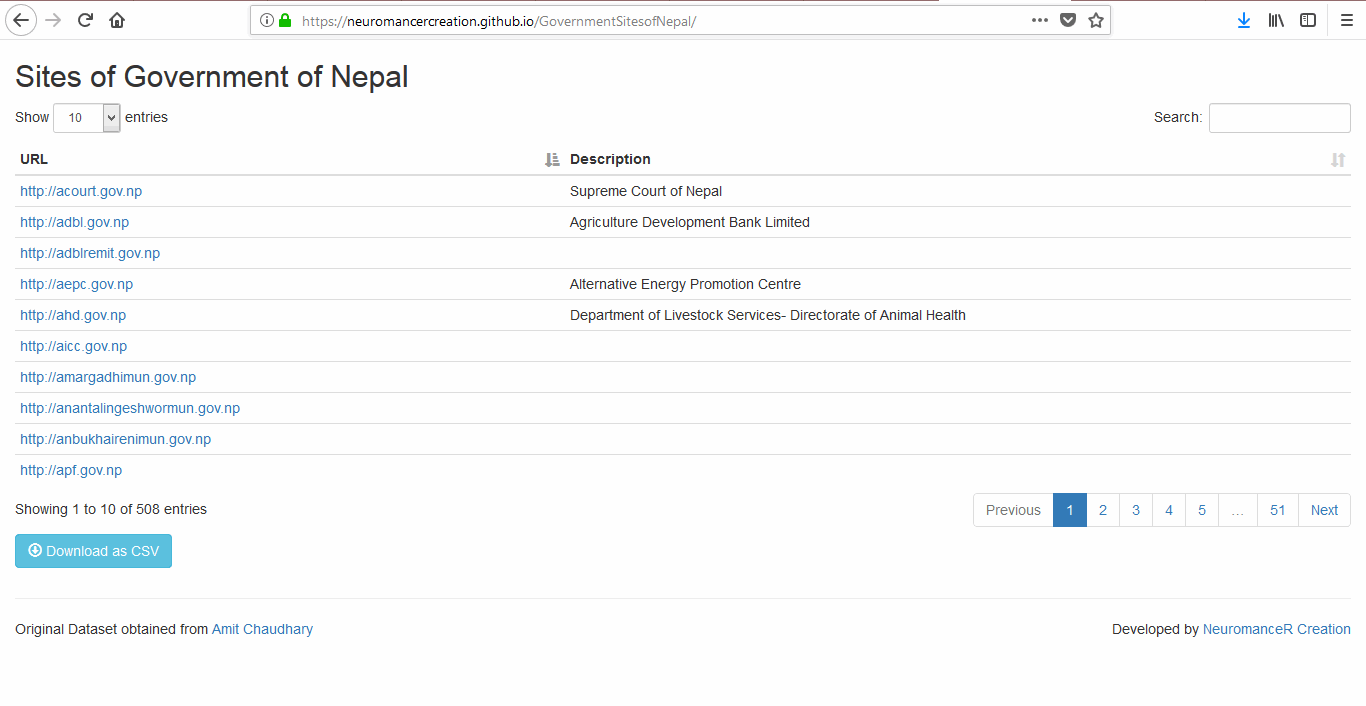 https://neuromancercreation.github.io/GovernmentSitesofNepal/
Sites of Government of Nepal
Show 10 entries Search:
URL Description
http://acourt.gov.np Supreme Court of Nepal
http://adbl.gov.np Agriculture Development Bank Limited
http://adblremit.gov.np
http://aepc.gov.np Alternative Energy Promotion Centre
http://ahd.gov.np Department of Livestock Services- Directorate of Animal Health
http://aicc.gov.np
http://amargadhimun.gov.np
http://anantalingeshwormun.gov.np
http://anbukhairenimun.gov.np
http://apf.gov.np
Showing 1 to 10 of 508 entries Previous 1 2 3 4 5 … 51 Next
Download as CSV
Original Dataset obtained from Amit Chaudhary Developed by NeuromanceR Creation